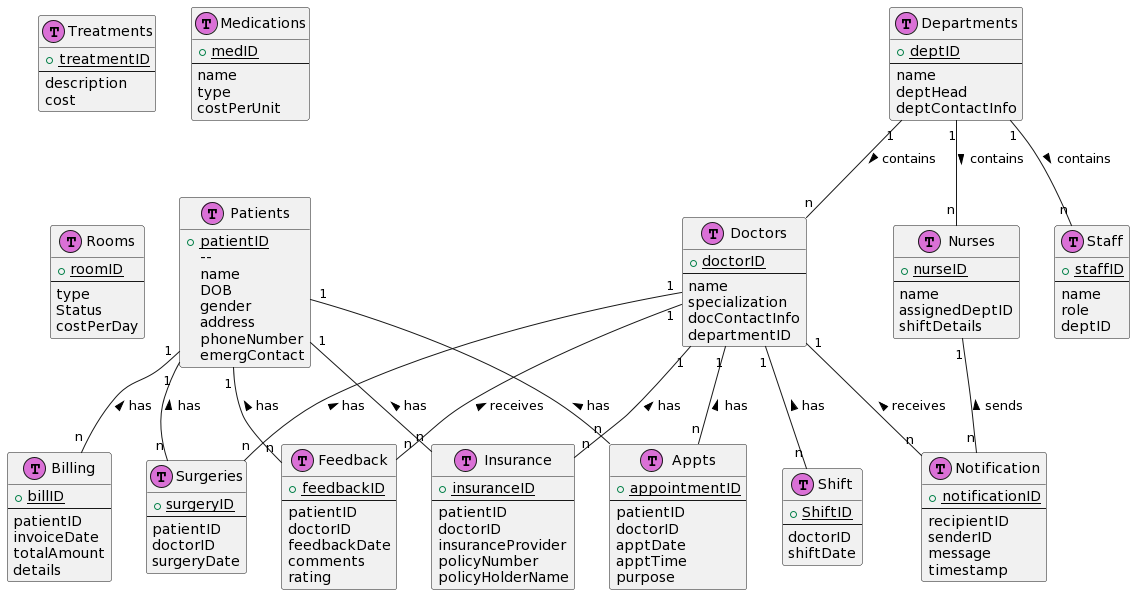 T Treatments
treatmentID
description
cost
T Medications
medID
name
type
costPerUnit
T Departments
deptID
name
deptHead
deptContactInfo
1
1
1
contains
contains
contains
n
n
n
T Rooms
roomID
type
Status
costPerDay
T Patients
patientID
--
name
DOB
gender
address
phoneNumber
emergContact
T Doctors
doctorID
name
specialization
docContactInfo
departmentID
T Nurses
nurseID
name
assignedDeptID
shiftDetails
T Staff
staffID
name
role
deptID
1
1
1
1
1
1
1
1
1
1
1
1
1
has
has
has
has
receives
has
has
has
has
receives
sends
n
n
n
n
n
n
n
n
n
n
n
n
T Billing
billID
patientID
invoiceDate
totalAmount
details
T Surgeries
surgeryID
patientID
doctorID
surgeryDate
T Feedback
feedbackID
patientID
doctorID
feedbackDate
comments
rating
T Insurance
insuranceID
patientID
doctorID
insuranceProvider
policyNumber
policyHolderName
T Appts
appointmentID
patientID
doctorID
apptDate
apptTime
purpose
T Shift
ShiftID
doctorID
shiftDate
T Notification
notificationID
recipientID
senderID
message
timestamp